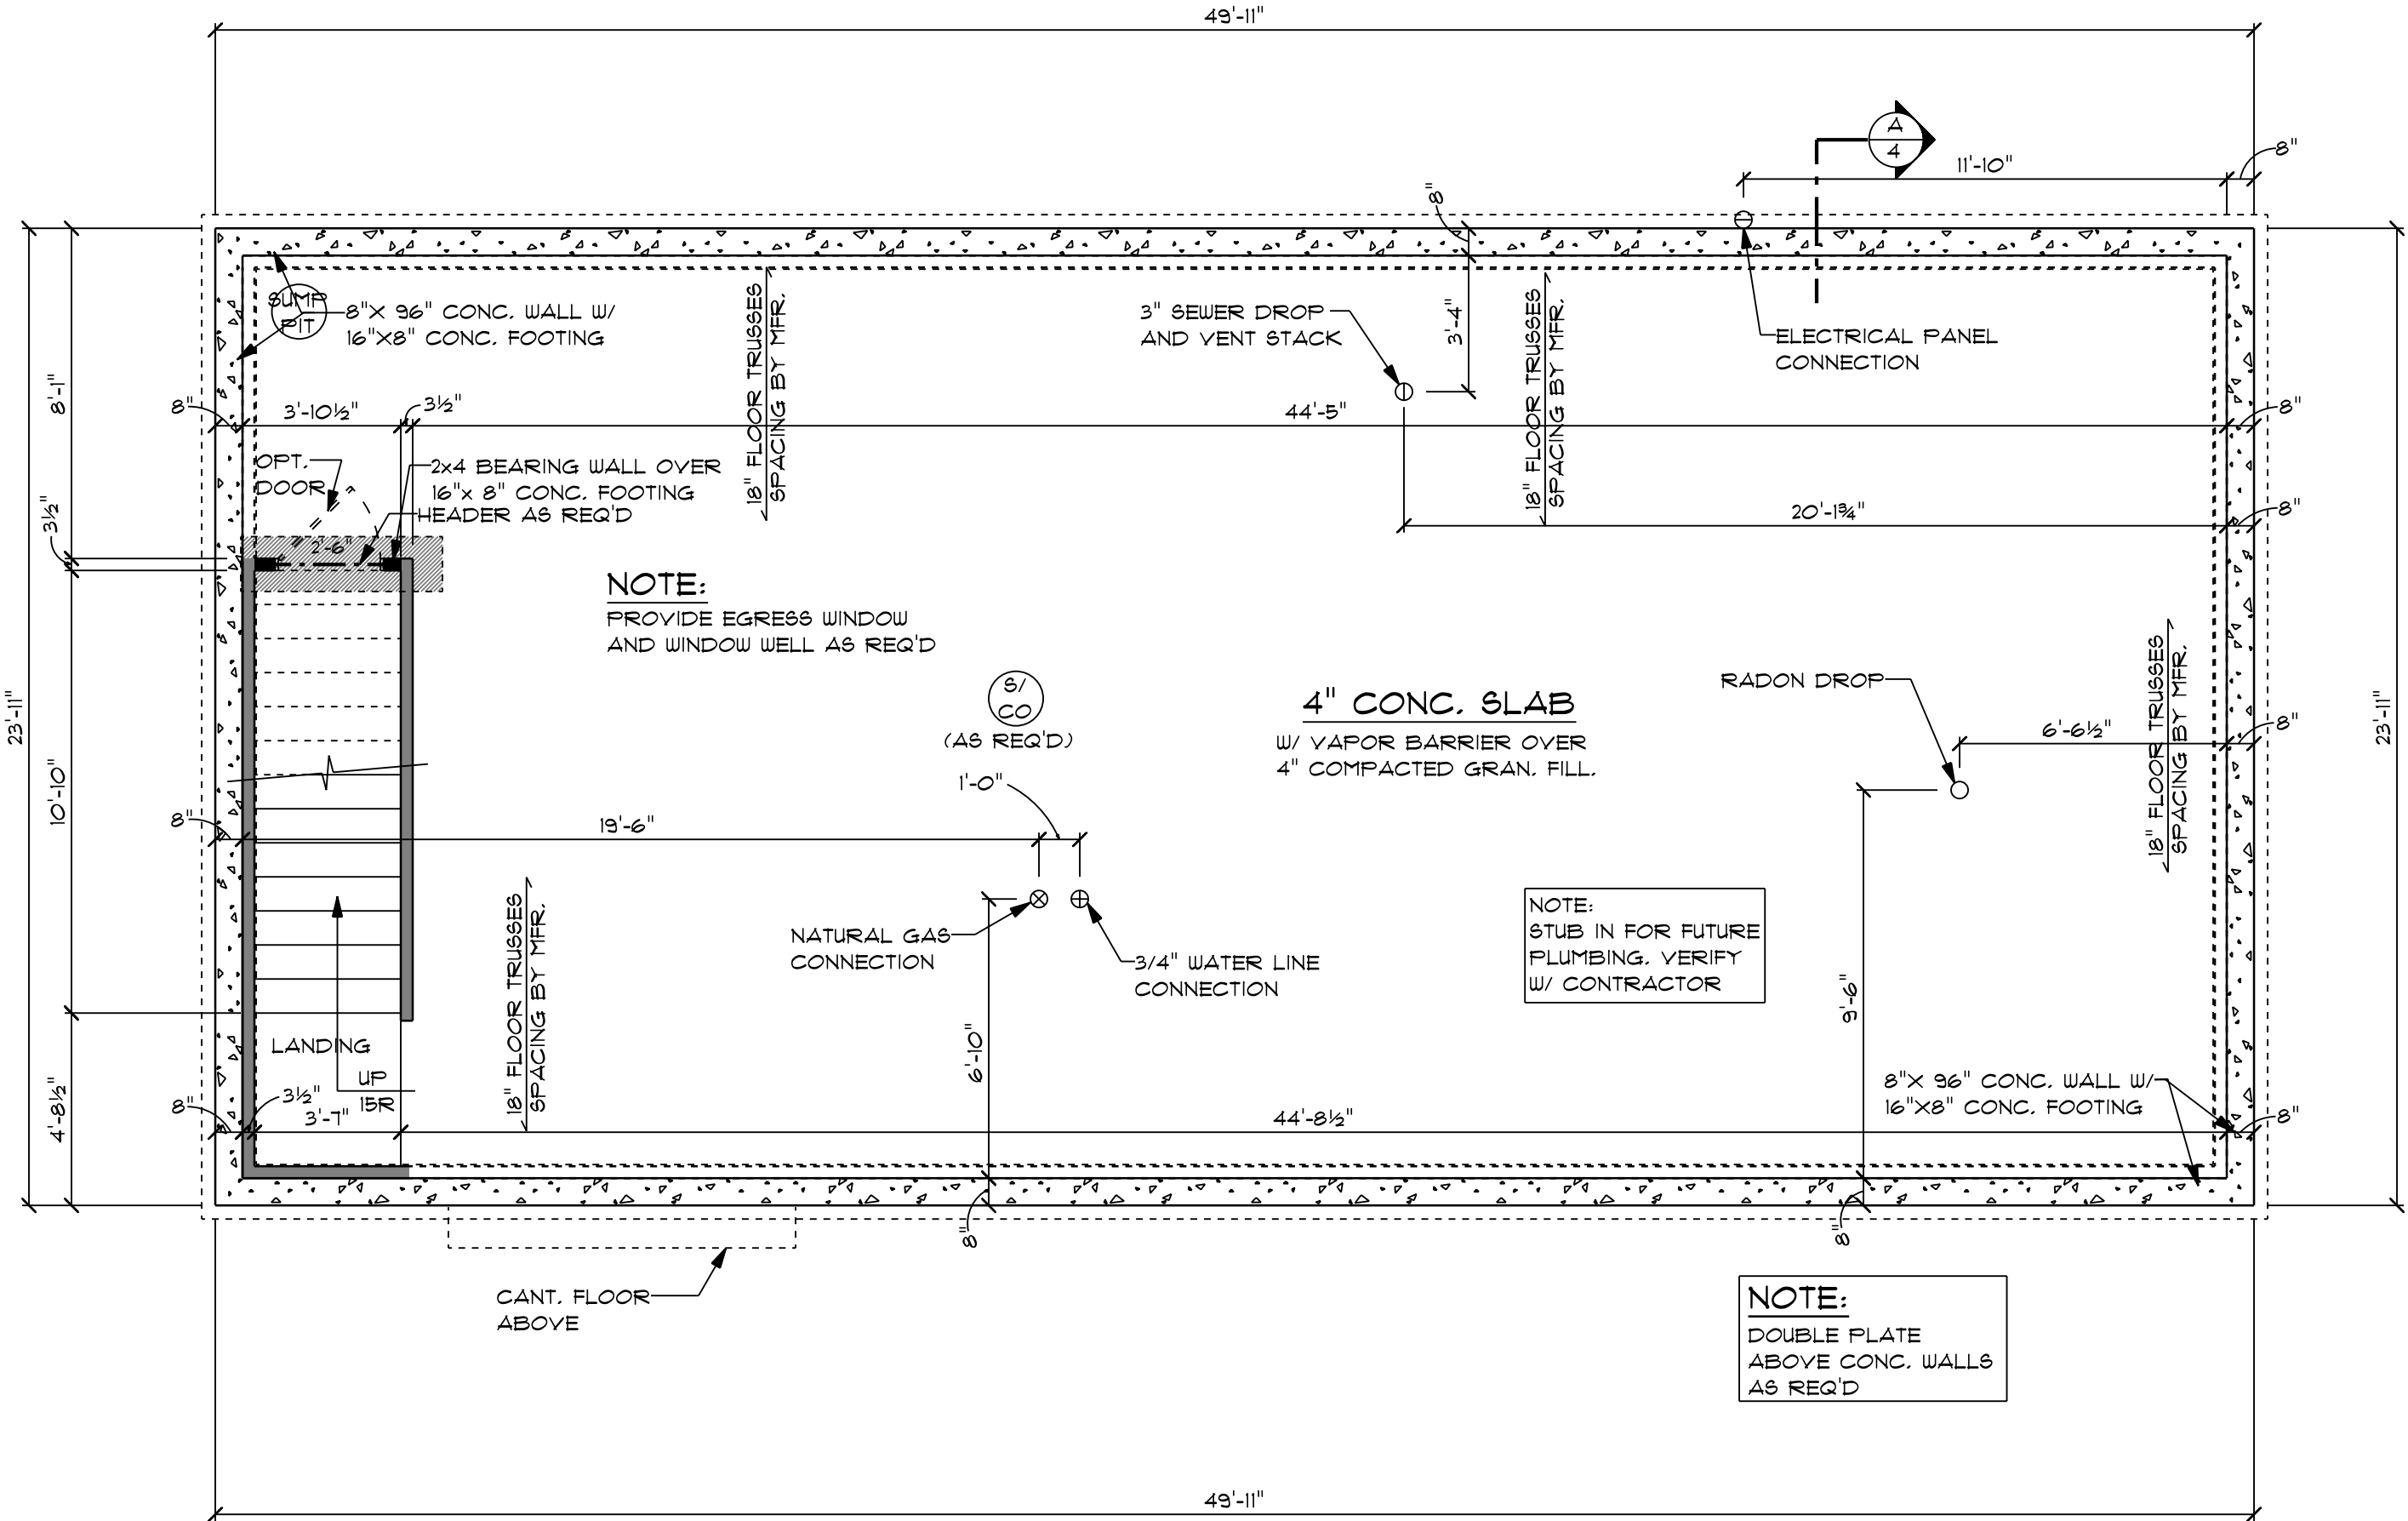 49'-11"
A
4
11'-10"
8"
8"
SUMP
PIT
8"X 96" CONC. WALL W/
16"X8" CONC. FOOTING
18" FLOOR TRUSSES
SPACING BY MFR.
3" SEWER DROP
AND VENT STACK
3'-4"
18" FLOOR TRUSSES
SPACING BY MFR.
ELECTRICAL PANEL
CONNECTION
8'-1"
8"
3'-10½"
3½"
44'-5"
8"
OPT.
DOOR
2x4 BEARING WALL OVER
16"x 8" CONC. FOOTING
HEADER AS REQ'D
3½"
2'-6"
20'-1¾"
8"
NOTE:
PROVIDE EGRESS WINDOW
AND WINDOW WELL AS REQ'D
S/
CO
(AS REQ'D)
4" CONC. SLAB
W/ VAPOR BARRIER OVER
4" COMPACTED GRAN. FILL.
RADON DROP
18" FLOOR TRUSSES
SPACING BY MFR.
6'-6½"
8"
23'-11"
23'-11"
10'-10"
1'-0"
8"
19'-6"
18" FLOOR TRUSSES
SPACING BY MFR.
NATURAL GAS
CONNECTION
3/4" WATER LINE
CONNECTION
NOTE:
STUB IN FOR FUTURE
PLUMBING. VERIFY
W/ CONTRACTOR
9'-6"
6'-10"
LANDING
UP
15R
4'-8½"
8"
3½"
3'-7"
44'-8½"
8"X 96" CONC. WALL W/
16"X8" CONC. FOOTING
8"
8"
8"
CANT. FLOOR
ABOVE
NOTE:
DOUBLE PLATE
ABOVE CONC. WALLS
AS REQ'D
49'-11"